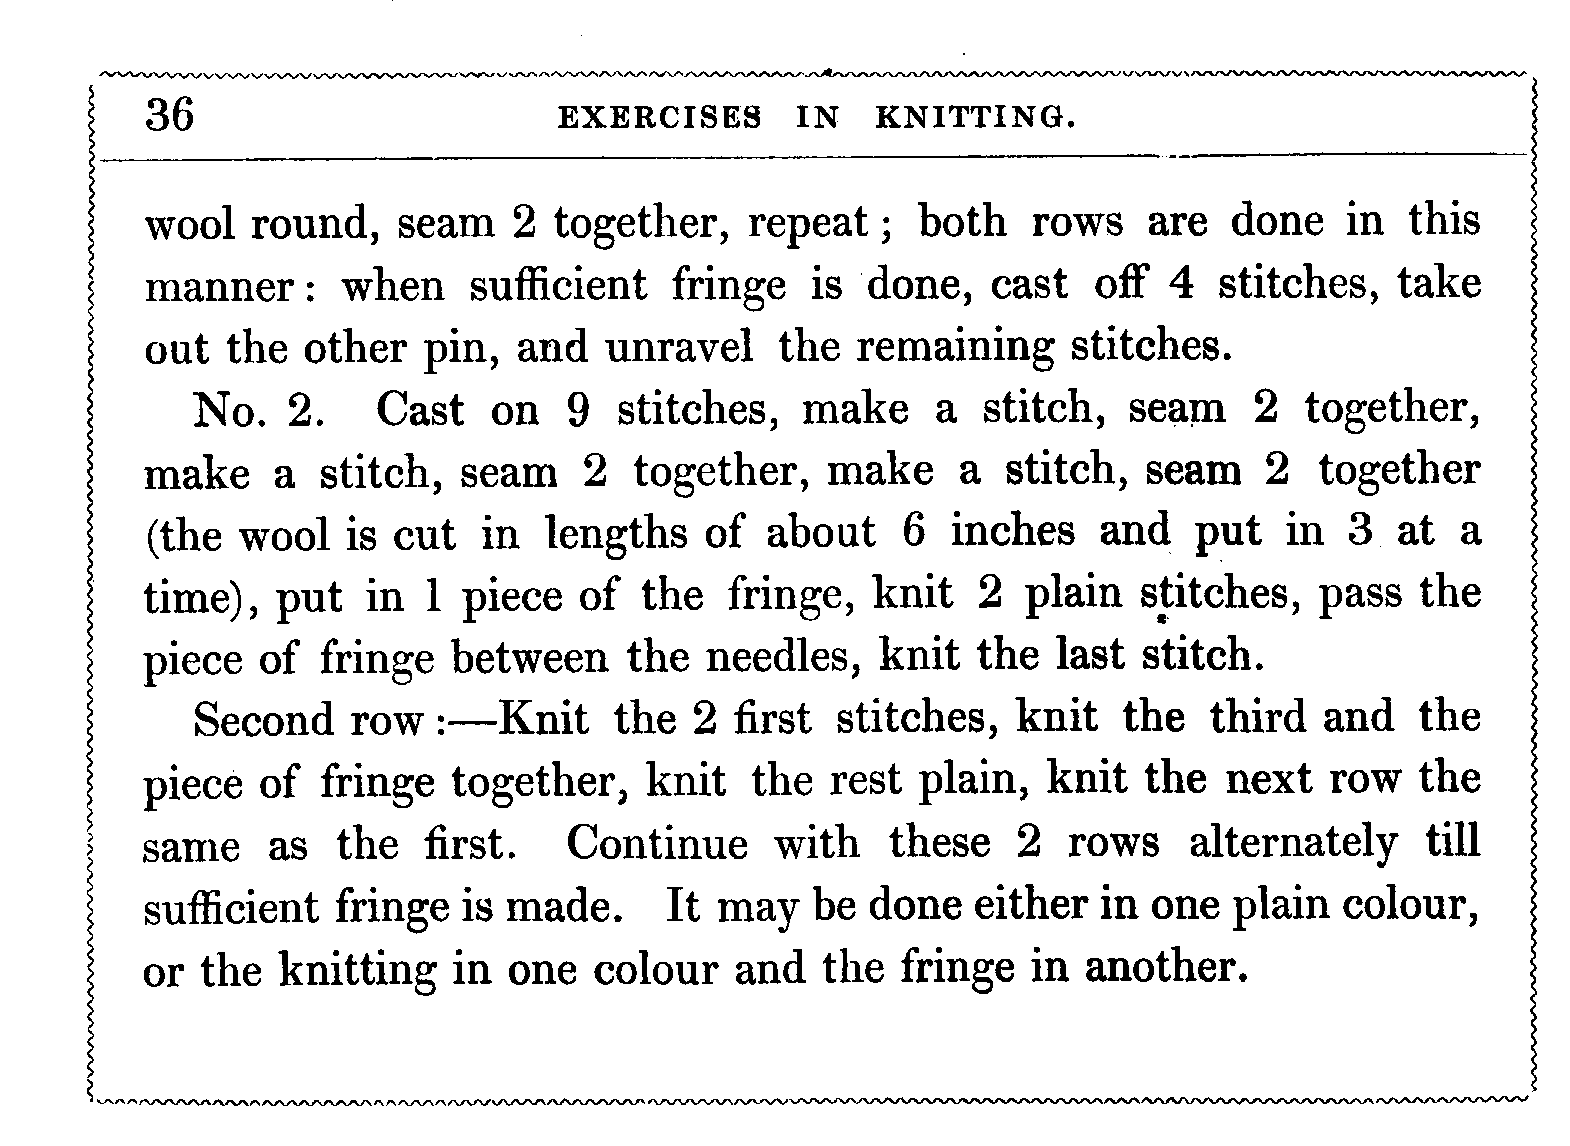 36 EXERCISES IN KNITTING.
wool round, seam 2 together, repeat ; both rows are done in this
manner : when sufficient fringe is done, cast off 4 stitches, take
out the other pin, and unravel the remaining stitches.
No. 2. Cast on 9 stitches, make a stitch, seam 2 together,
make a stitch, seam 2 together, make a stitch, seam 2 together
(the wool is cut in lengths of about 6 inches and put in 3 at a
time), put in 1 piece of the fringe, knit 2 plain stitches, pass the
piece of fringe between the needles, knit the last stitch.
Second row :—Knit the 2 first stitches, knit the third and the
piece of fringe together, knit the rest plain, knit the next row the
same as the first. Continue with these 2 rows alternately till
sufficient fringe is made. It may be done either in one plain colour,
or the knitting in one colour and the fringe in another.